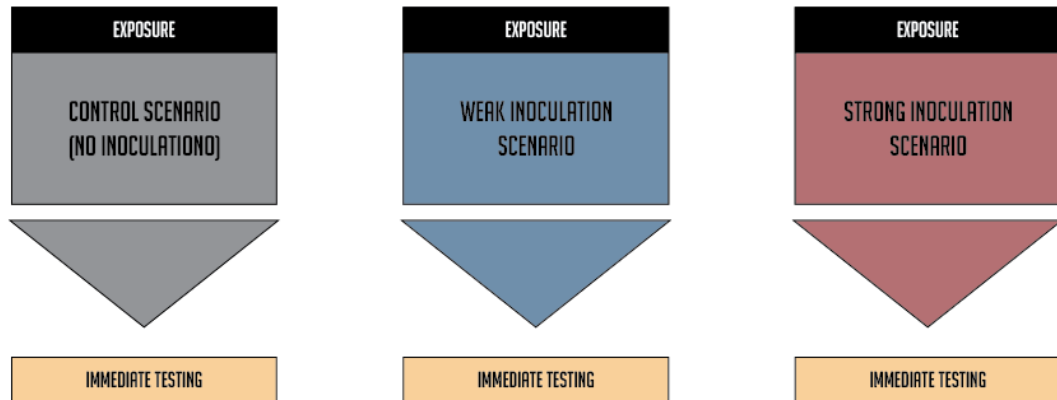 EXPOSURE
CONTROL SCENARIO
(NO INOCULATIONO)
EXPOSURE
WEAK INOCULATION
SCENARIO
EXPOSURE
STRONG INOCULATION
SCENARIO
IMMEDIATE TESTING
IMMEDIATE TESTING
IMMEDIATE TESTING